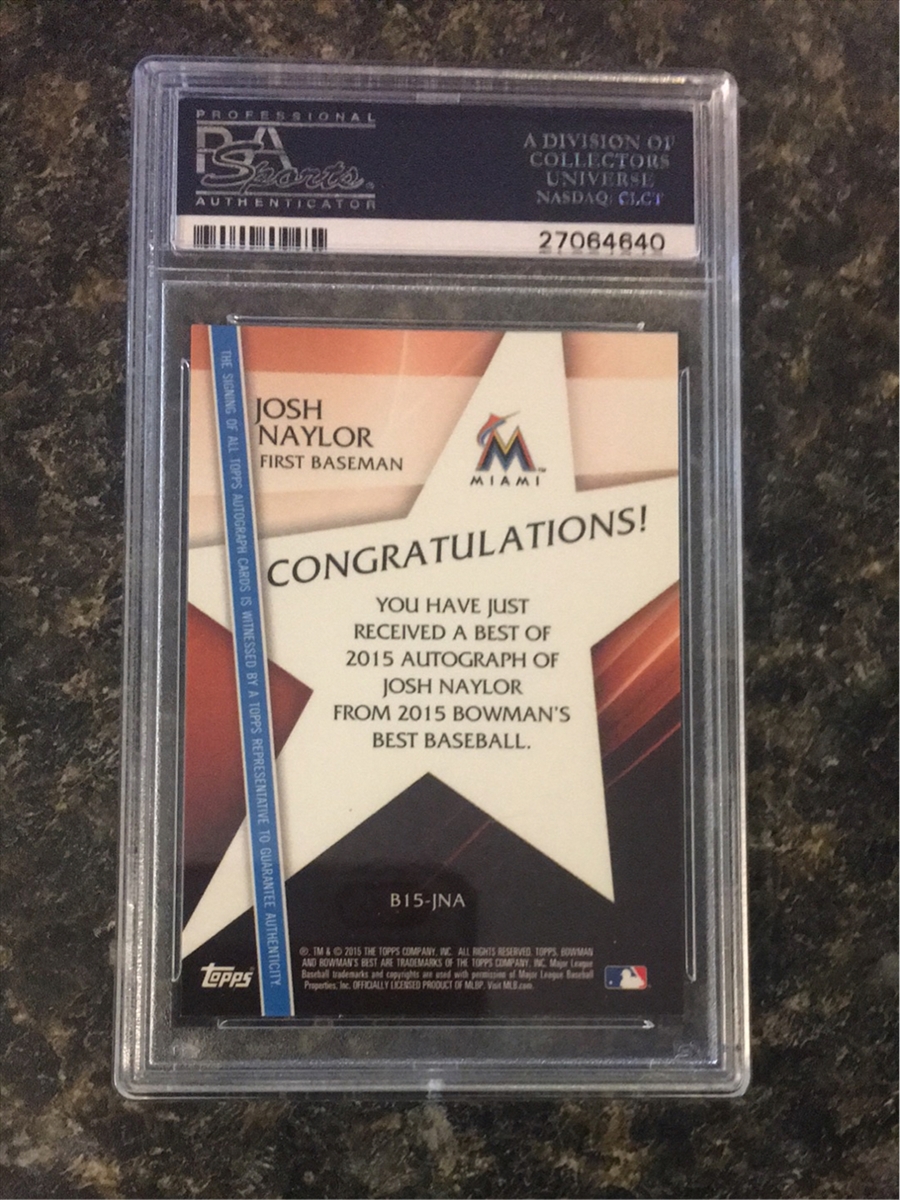 PROFESSIONAL
PSA
Sports®
AUTHENTICATOR
A DIVISION OF
COLLECTORS
UNIVERSE
NASDAQ: CLCT
27064640
THE SIGNING OF ALL TOPPS AUTOGRAPH CARDS IS WITNESSED BY A TOPPS REPRESENTATIVE TO GUARANTEE AUTHENTICITY.
JOSH
NAYLOR
FIRST BASEMAN
M™
MIAMI
CONGRATULATIONS!
YOU HAVE JUST
RECEIVED A BEST OF
2015 AUTOGRAPH OF
JOSH NAYLOR
FROM 2015 BOWMAN'S
BEST BASEBALL.
B15-JNA
topps®
®, TM & © 2015 THE TOPPS COMPANY, INC. ALL RIGHTS RESERVED. TOPPS, BOWMAN
AND BOWMAN'S BEST ARE TRADEMARKS OF THE TOPPS COMPANY, INC. Major League
Baseball trademarks and copyrights are used with permission of Major League Baseball
Properties, Inc. OFFICIALLY LICENSED PRODUCT OF MLBP. Visit MLB.com.